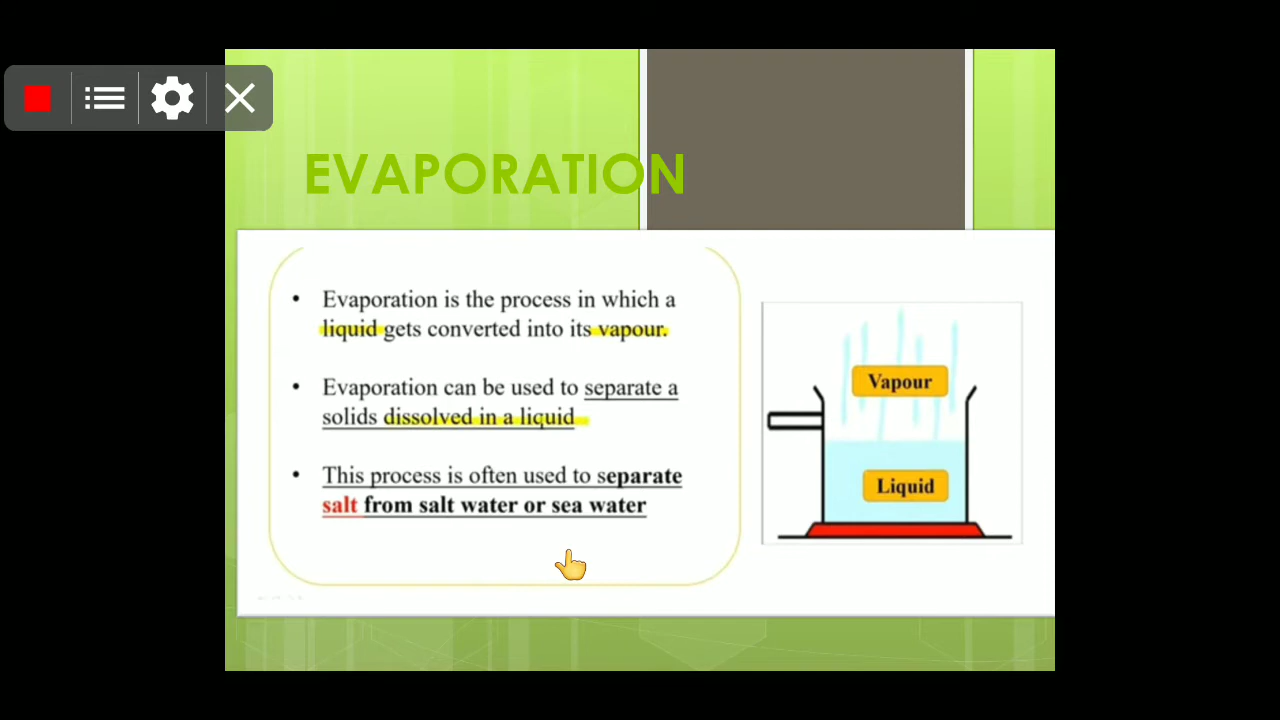 EVAPORATION
• Evaporation is the process in which a
liquid gets converted into its vapour.
• Evaporation can be used to separate a
solids dissolved in a liquid
• This process is often used to separate
salt from salt water or sea water
Vapour
Liquid